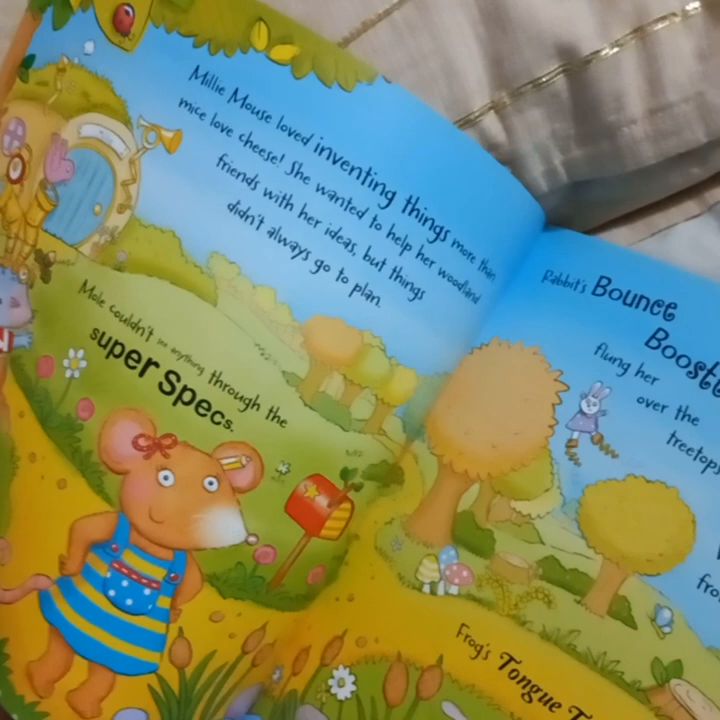 Millie Mouse loved inventing things more than
mice love cheese! She wanted to help her woodland
friends with her ideas, but things
didn't always go to plan.
Mole couldn't see anything through the
super Specs.
Rabbit's Bounce
flung her
over the
treetops
Frog's Tongue